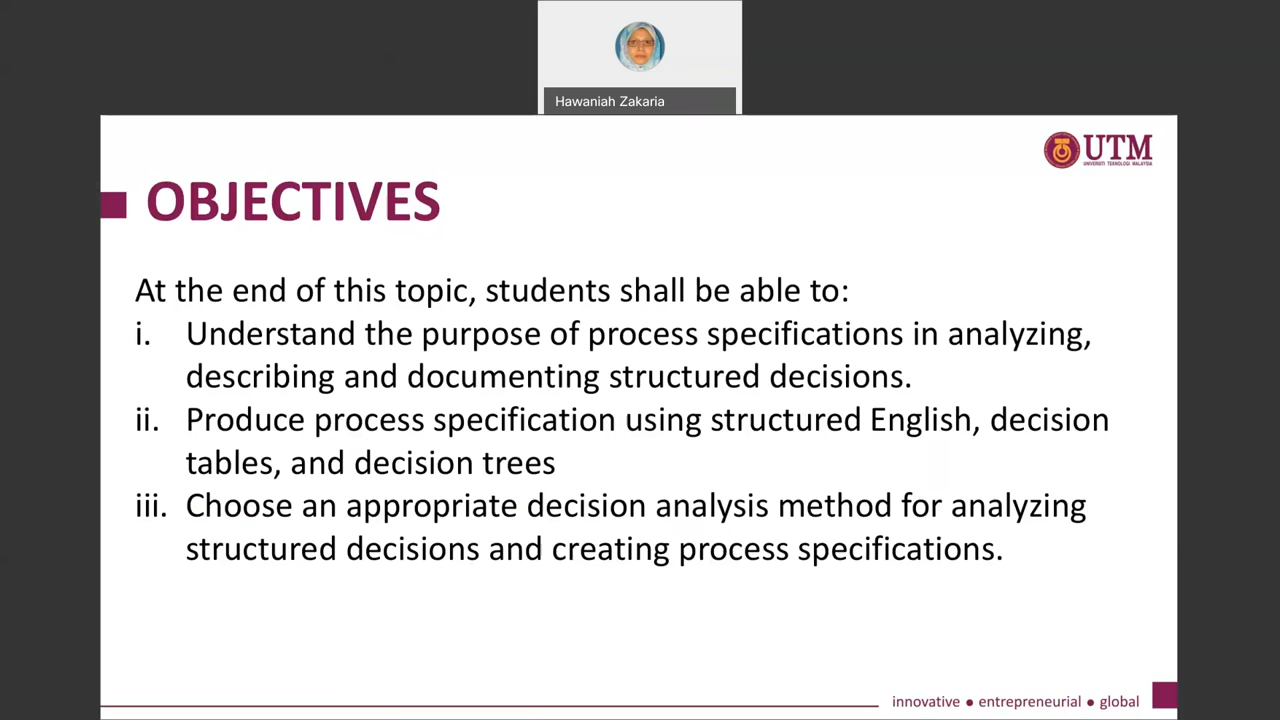 Hawaniah Zakaria
UTM
UNIVERSITI TEKNOLOGI MALAYSIA
OBJECTIVES
At the end of this topic, students shall be able to:
i. Understand the purpose of process specifications in analyzing,
describing and documenting structured decisions.
ii. Produce process specification using structured English, decision
tables, and decision trees
iii. Choose an appropriate decision analysis method for analyzing
structured decisions and creating process specifications.
innovative ● entrepreneurial ● global